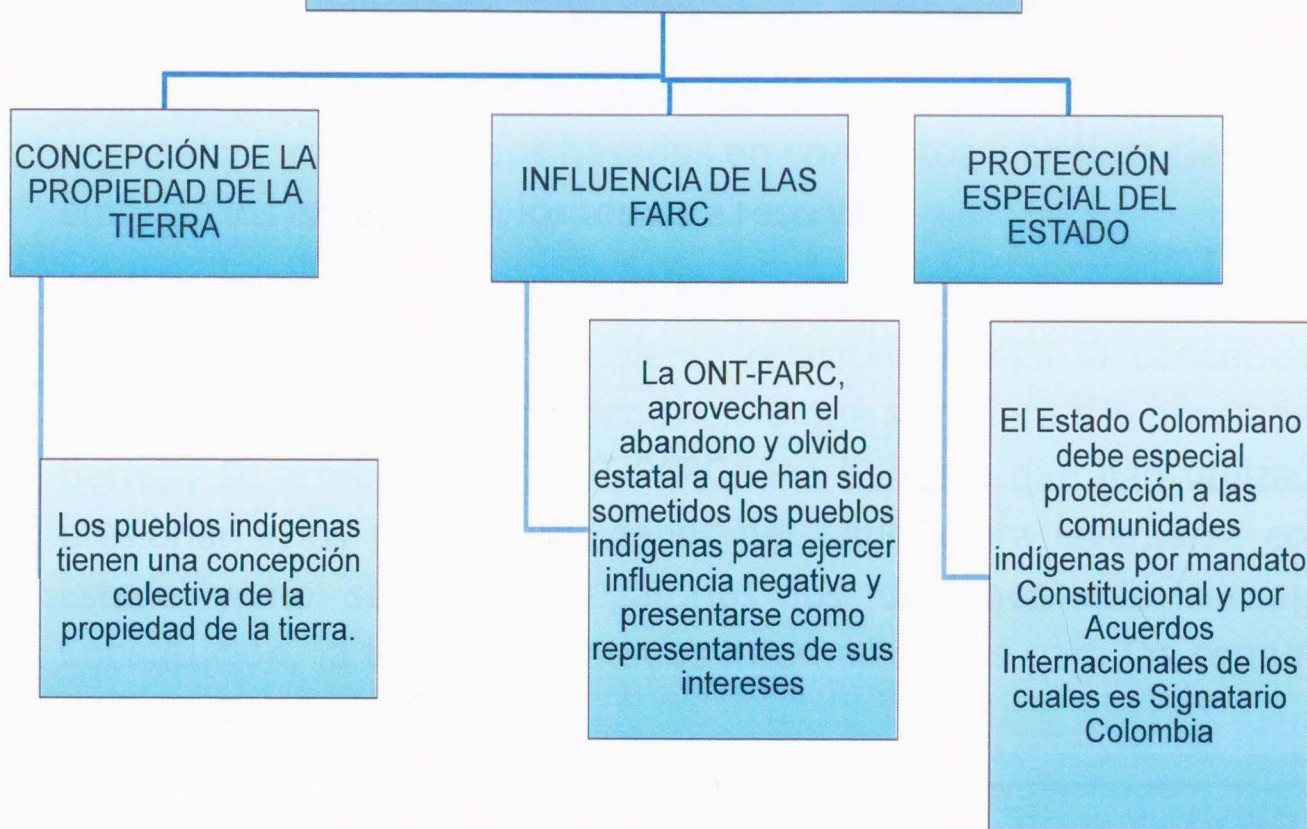 CONCEPCIÓN DE LA
PROPIEDAD DE LA
TIERRA
Los pueblos indígenas
tienen una concepción
colectiva de la
propiedad de la tierra.
INFLUENCIA DE LAS
FARC
La ONT-FARC,
aprovechan el
abandono y olvido
estatal a que han sido
sometidos los pueblos
indígenas para ejercer
influencia negativa y
presentarse como
representantes de sus
intereses
PROTECCIÓN
ESPECIAL DEL
ESTADO
El Estado Colombiano
debe especial
protección a las
comunidades
indígenas por mandato
Constitucional y por
Acuerdos
Internacionales de los
cuales es Signatario
Colombia